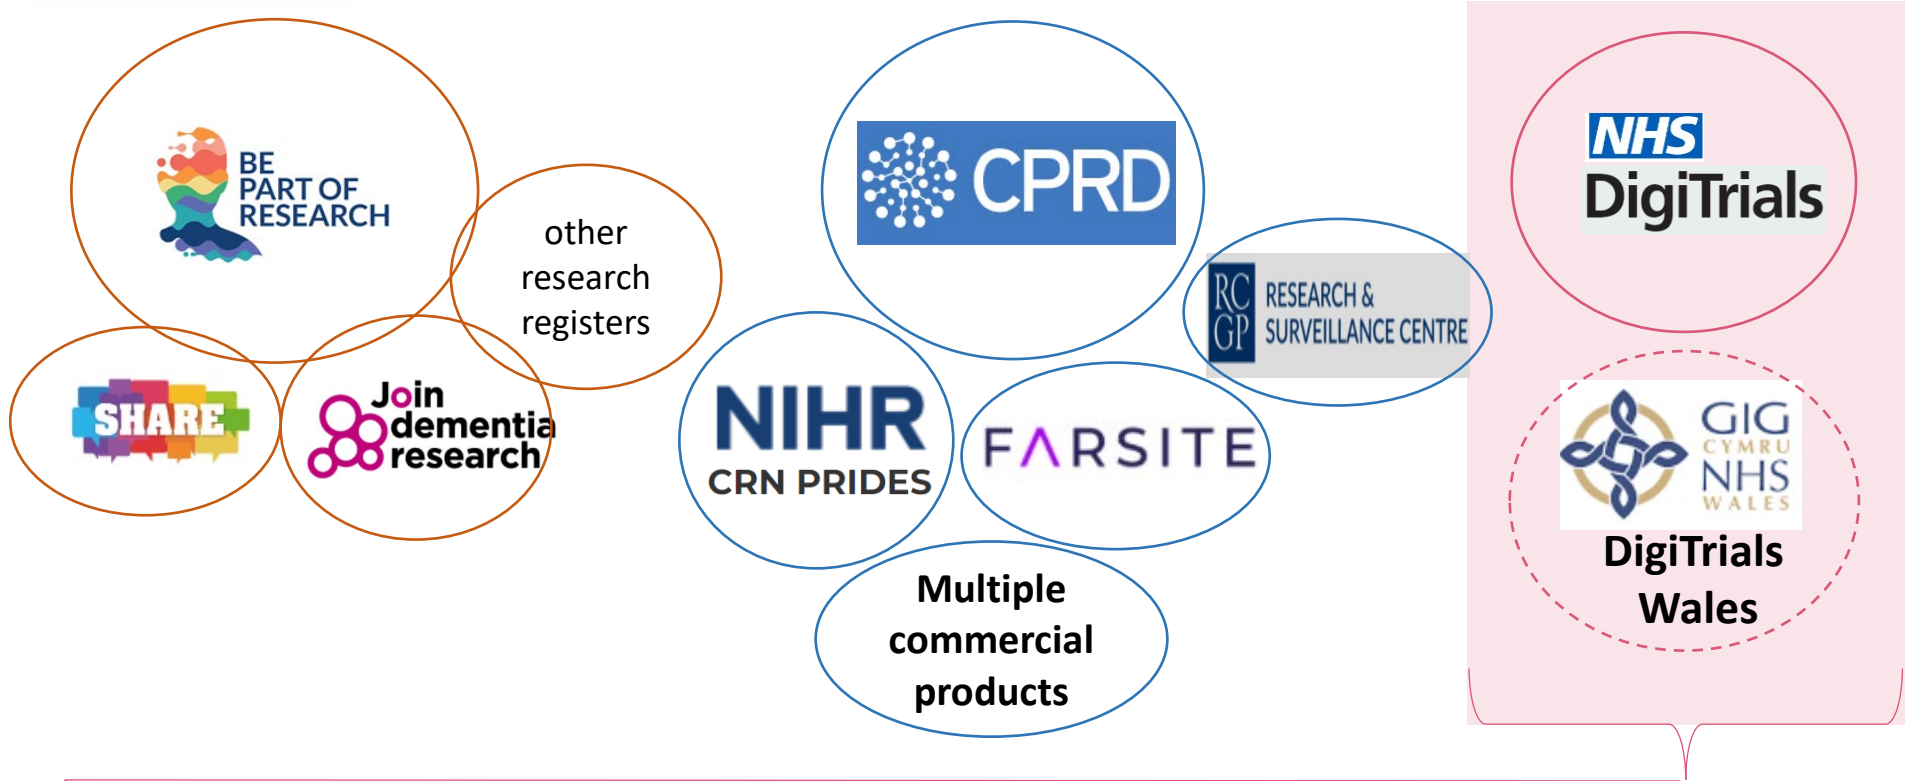 BE
PART OF
RESEARCH
other
research
registers
SHARE
Join
dementia
research
CPRD
RC
GP
RESEARCH &
SURVEILLANCE CENTRE
NIHR
CRN PRIDES
FARSITE
Multiple
commercial
products
NHS
DigiTrials
GIG
CYMRU
NHS
WALES
DigiTrials
Wales